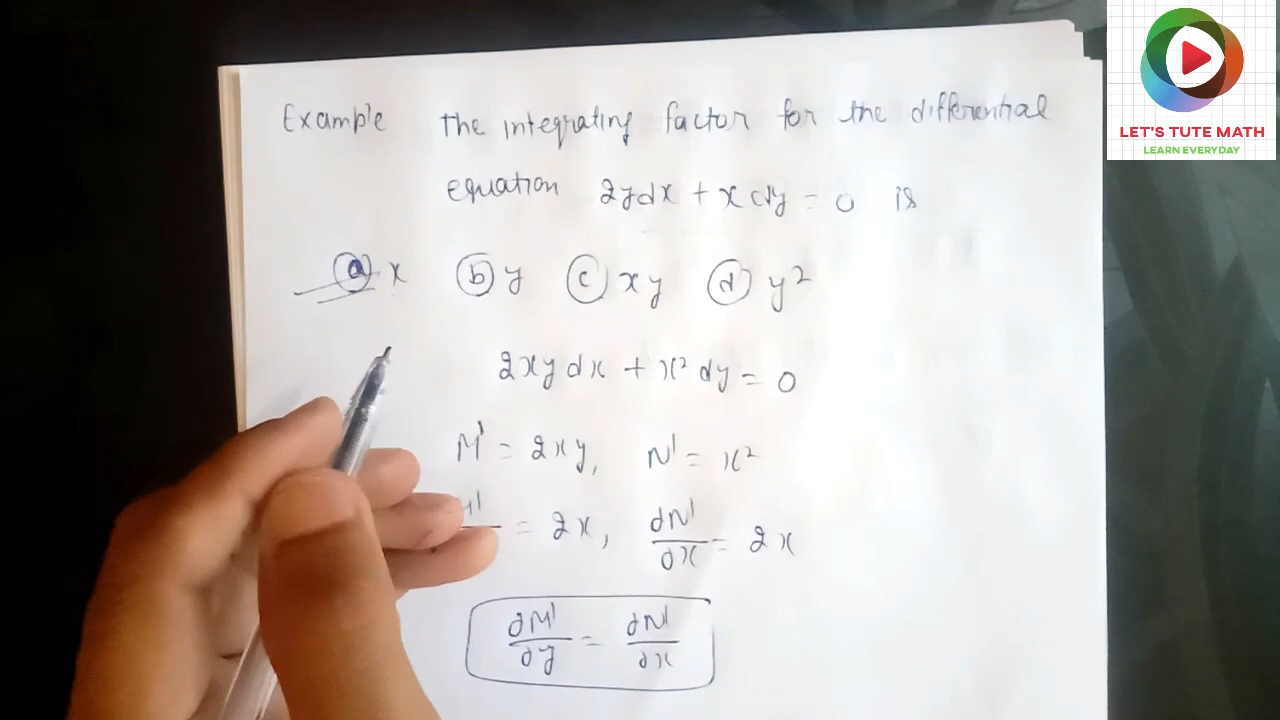 LET'S TUTE MATH
LEARN EVERYDAY
Example The integrating factor for the differential
equation 2ydx + x dy = 0 is
(a) x (b) y (c) xy (d) y²
2xy dx + x² dy = 0
M' = 2xy, N' = x²
= 2x, ∂N'/∂x = 2x
∂M'/∂y = ∂N'/∂x